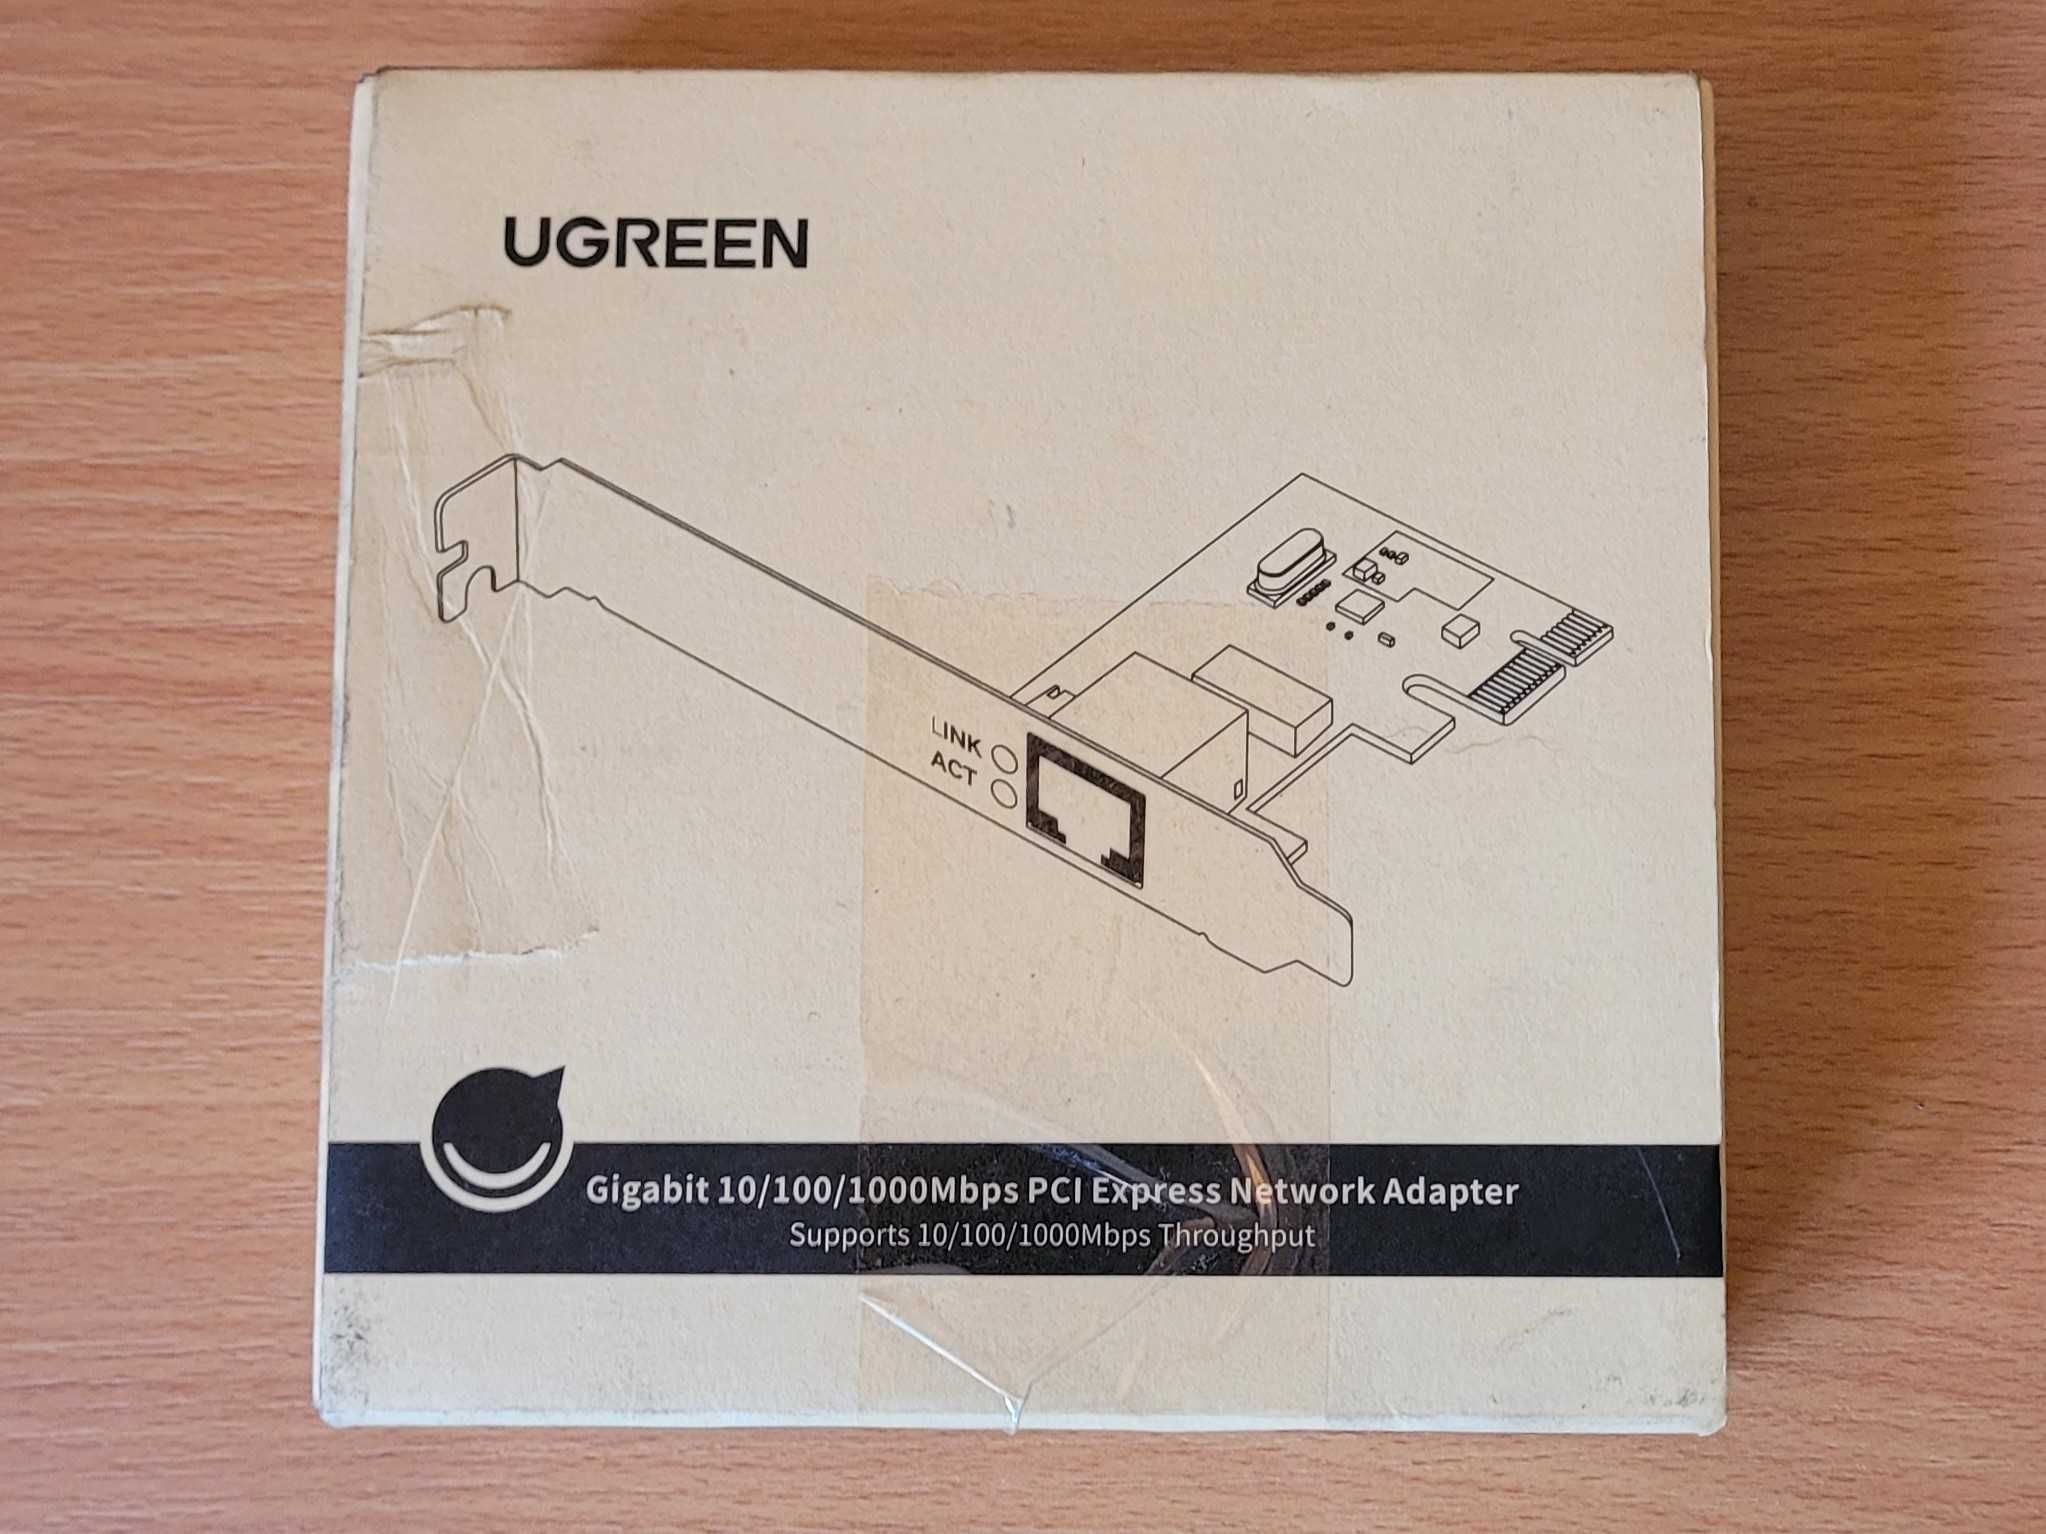 UGREEN
LINK
ACT
Gigabit 10/100/1000Mbps PCI Express Network Adapter
Supports 10/100/1000Mbps Throughput